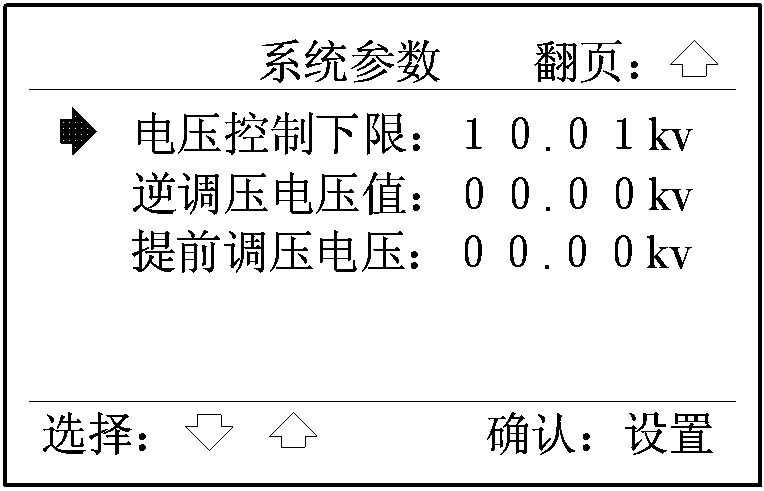 系统参数 翻页：⇧
➡ 电压控制下限：10.01kv
逆调压电压值：00.00kv
提前调压电压：00.00kv
选择：⇩ ⇧ 确认：设置